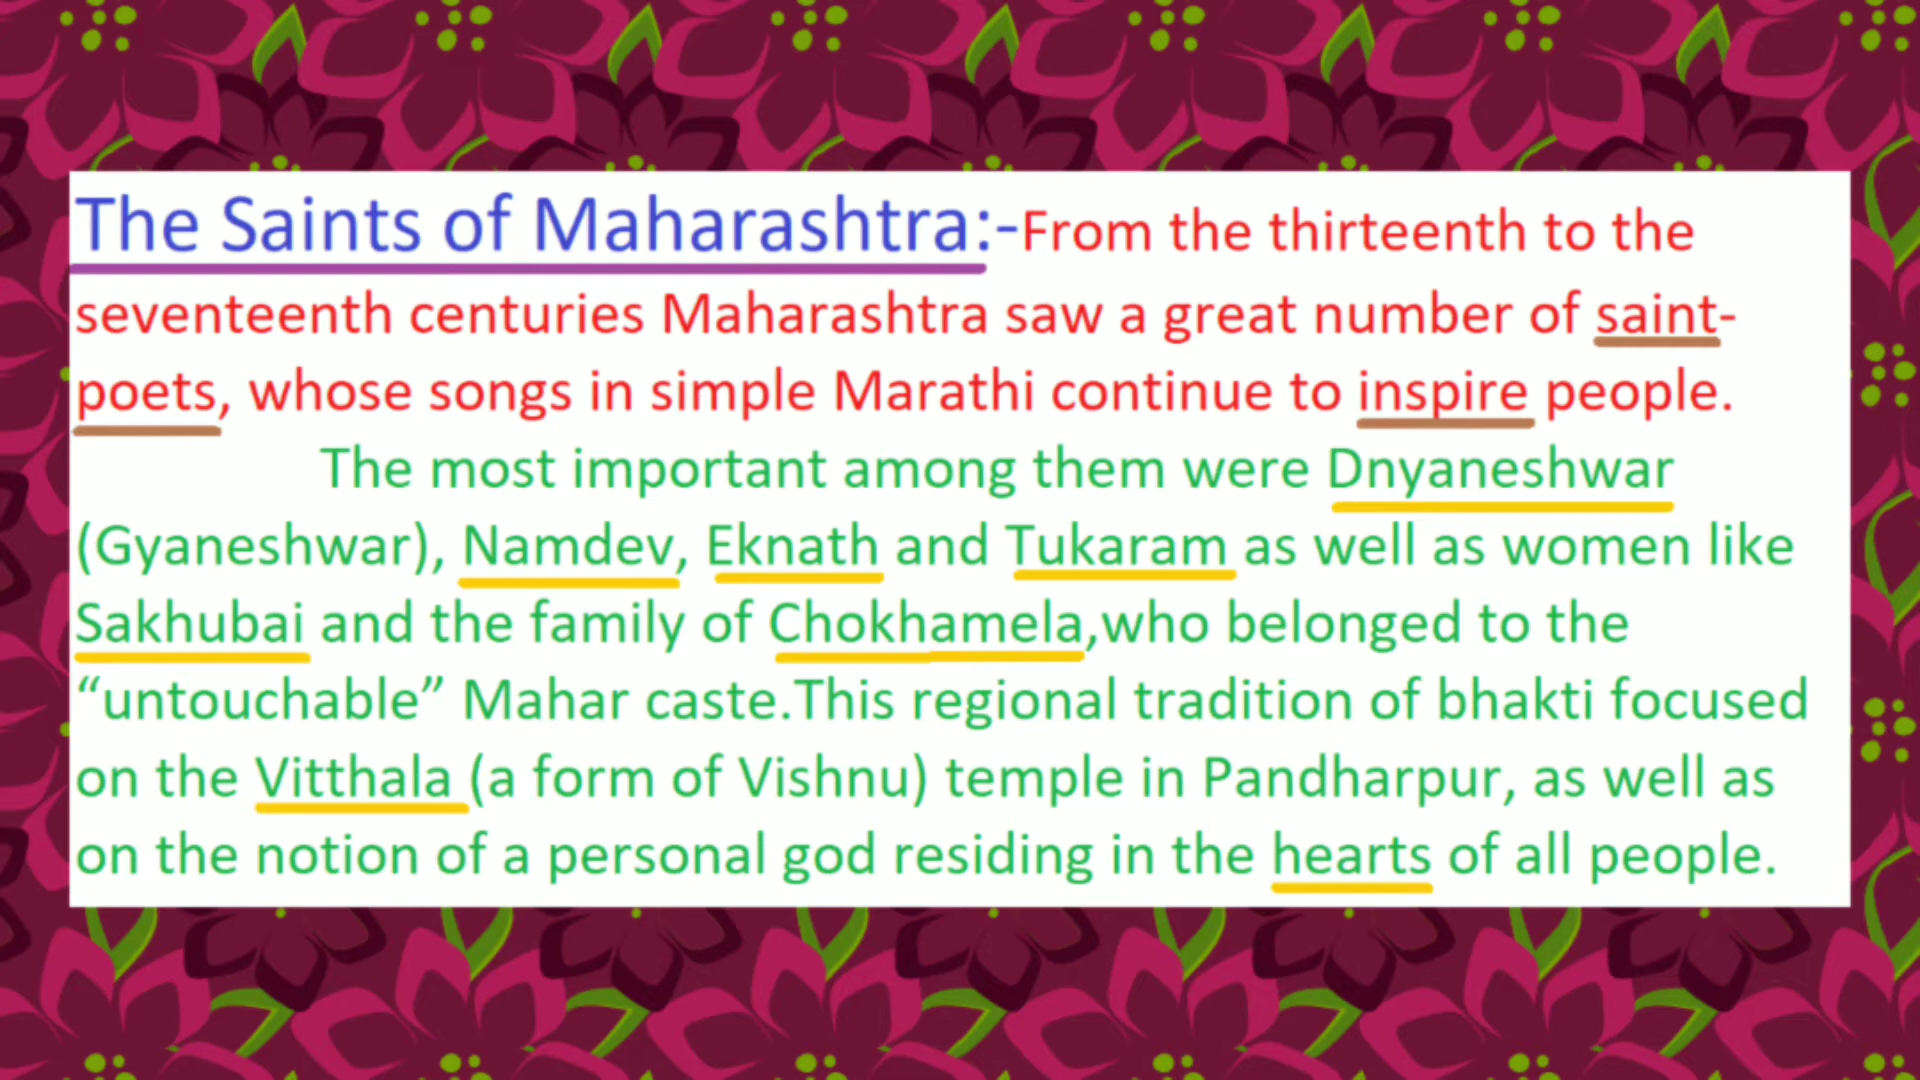 The Saints of Maharashtra:-From the thirteenth to the
seventeenth centuries Maharashtra saw a great number of saint-
poets, whose songs in simple Marathi continue to inspire people.
The most important among them were Dnyaneshwar
(Gyaneshwar), Namdev, Eknath and Tukaram as well as women like
Sakhubai and the family of Chokhamela,who belonged to the
“untouchable” Mahar caste.This regional tradition of bhakti focused
on the Vitthala (a form of Vishnu) temple in Pandharpur, as well as
on the notion of a personal god residing in the hearts of all people.